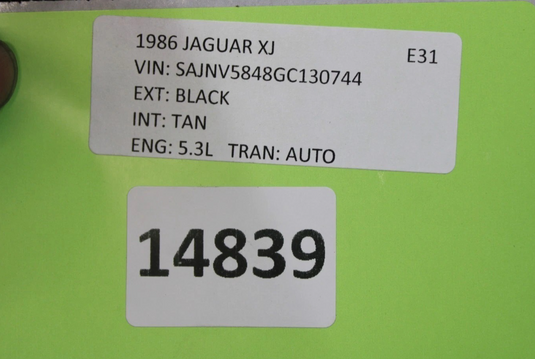 1986 JAGUAR XJ E31
VIN: SAJNV5848GC130744
EXT: BLACK
INT: TAN
ENG: 5.3L TRAN: AUTO
14839